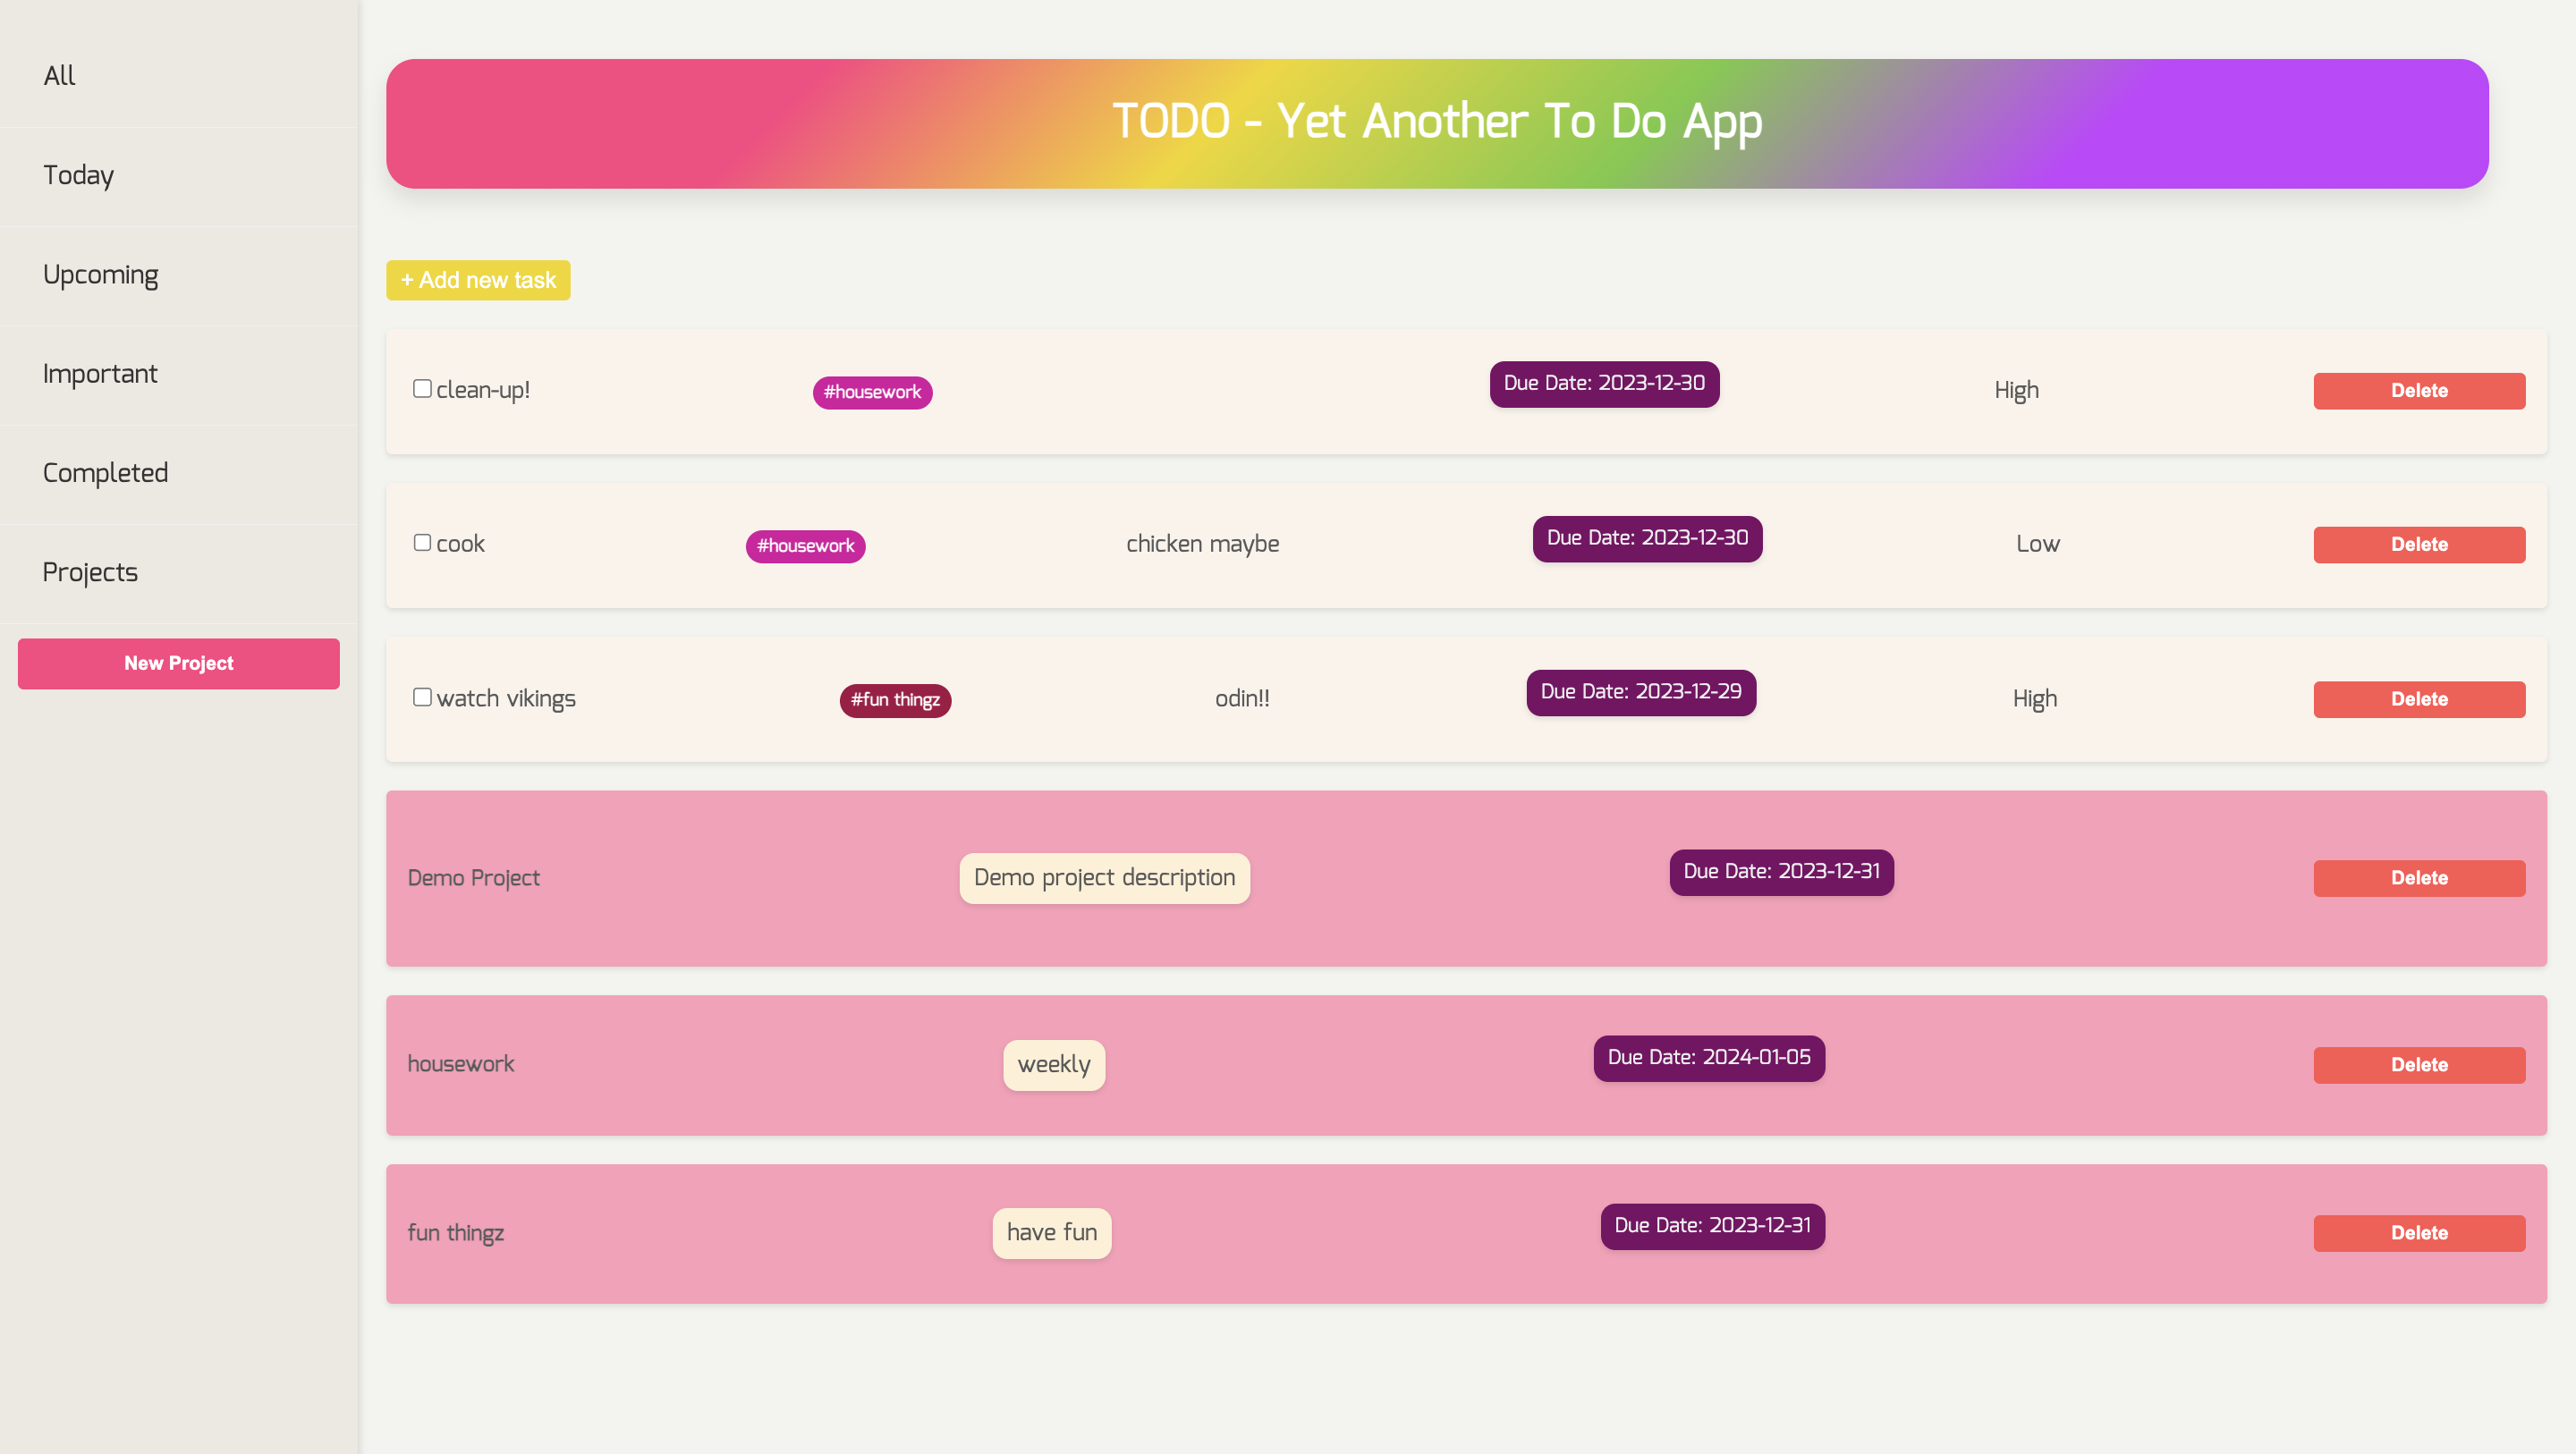 All
Today
Upcoming
Important
Completed
Projects
New Project
TODO - Yet Another To Do App
+ Add new task
clean-up! #housework Due Date: 2023-12-30 High Delete
cook #housework chicken maybe Due Date: 2023-12-30 Low Delete
watch vikings #fun thingz odin!! Due Date: 2023-12-29 High Delete
Demo Project Demo project description Due Date: 2023-12-31 Delete
housework weekly Due Date: 2024-01-05 Delete
fun thingz have fun Due Date: 2023-12-31 Delete